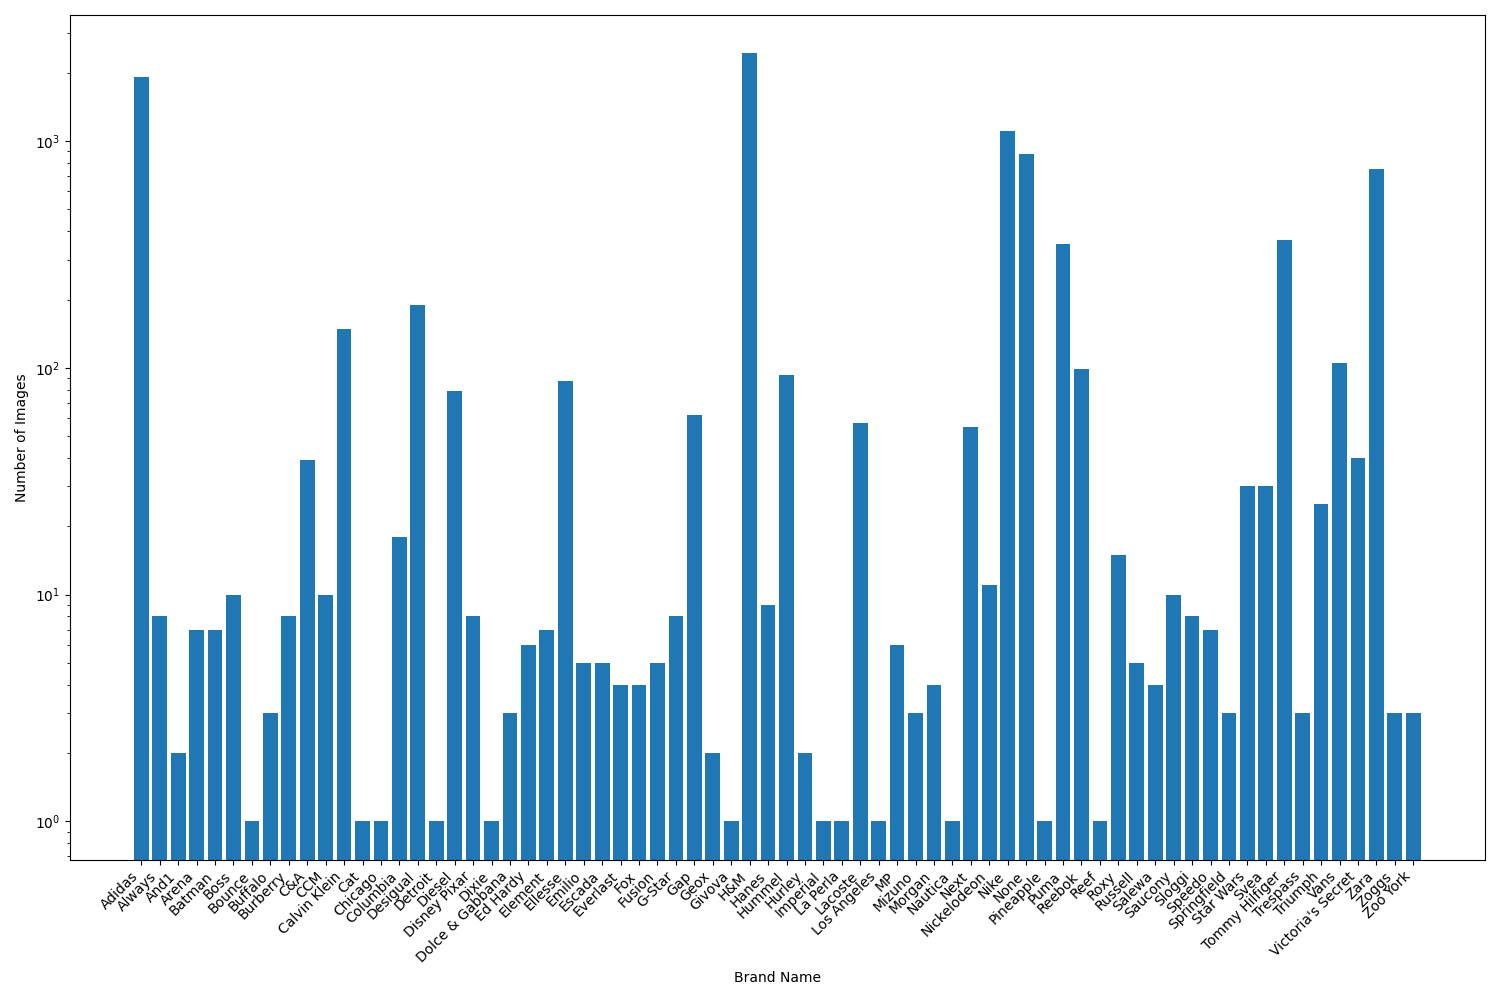 Number of Images
10³
10²
10¹
10⁰
Adidas
Always
And1
Arena
Batman
Boss
Bounce
Buffalo
Burberry
C&A
CCM
Calvin Klein
Cat
Chicago
Columbia
Desigual
Detroit
Diesel
Disney Pixar
Dixie
Dolce & Gabbana
Ed Hardy
Element
Ellesse
Emilio
Escada
Everlast
Fox
Fusion
G-Star
Gap
Geox
Givova
H&M
Hanes
Hummel
Hurley
Imperial
La Perla
Lacoste
Los Angeles
MP
Mizuno
Morgan
Nautica
Next
Nickelodeon
Nike
None
Pineapple
Puma
Reebok
Reef
Roxy
Russell
Salewa
Saucony
Sloggi
Speedo
Springfield
Star Wars
Svea
Tommy Hilfiger
Trespass
Triumph
Vans
Victoria's Secret
Zara
Zoggs
Zoo York
Brand Name